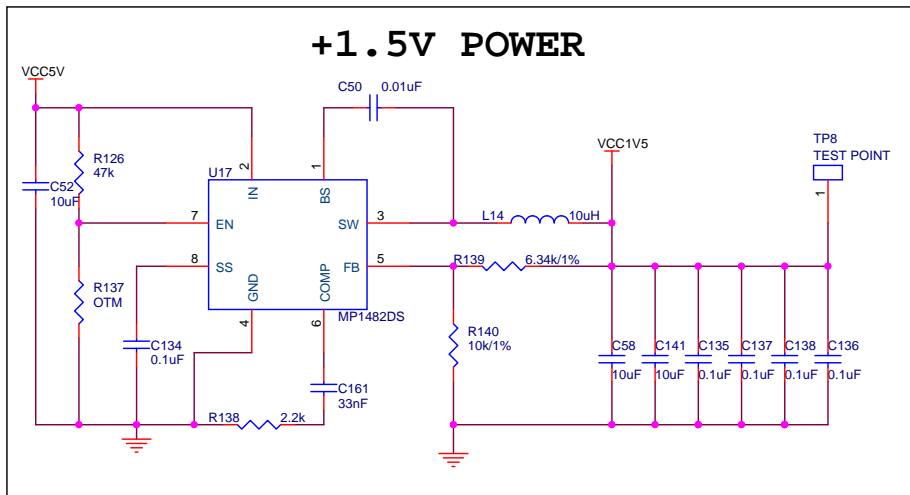 +1.5V POWER
VCC5V
C50 0.01uF
R126
47k
C52
10uF
U17
2
IN
1
BS
7
EN
8
SS
4
GND
6
COMP
SW
3
FB
5
MP1482DS
L14 10uH
VCC1V5
TP8
TEST POINT
1
R139 6.34k/1%
R137
OTM
C134
0.1uF
R138 2.2k
C161
33nF
R140
10k/1%
C58
10uF
C141
10uF
C135
0.1uF
C137
0.1uF
C138
0.1uF
C136
0.1uF